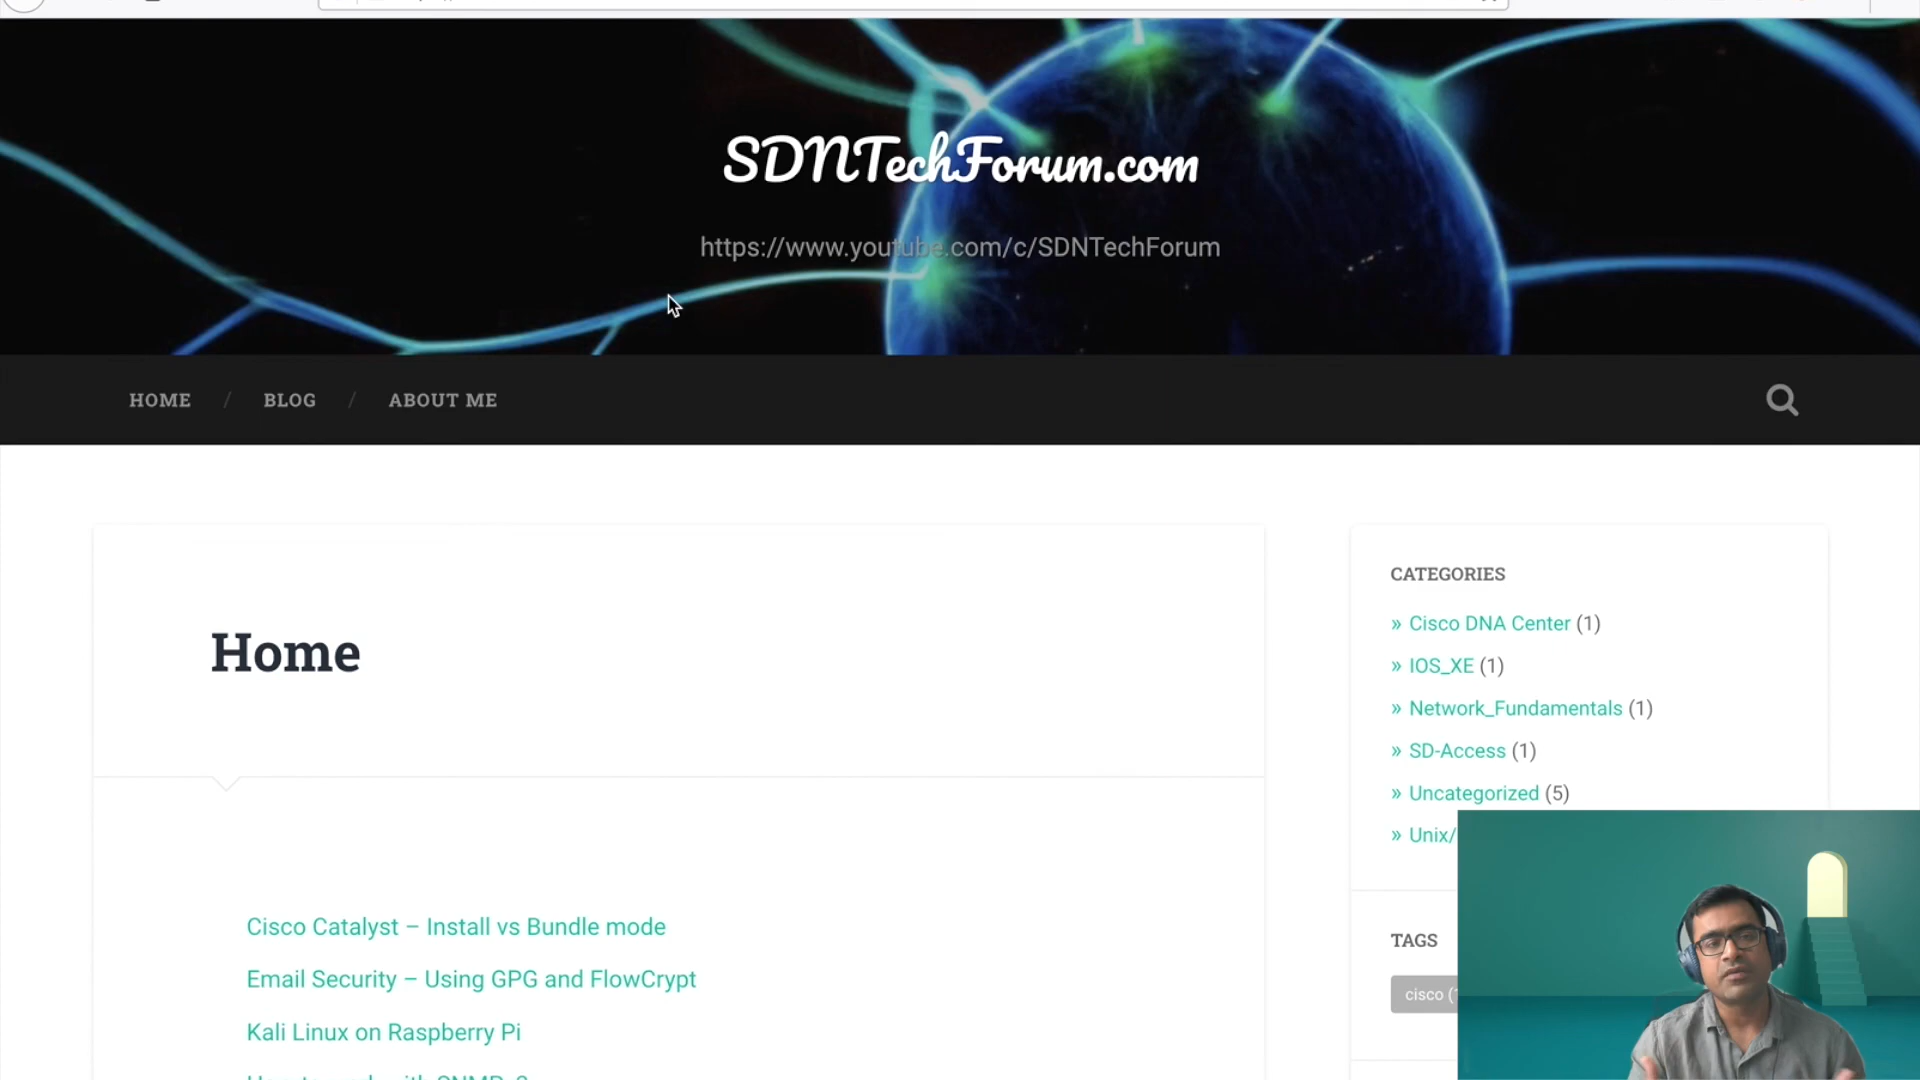 SDNTechForum.com
https://www.youtube.com/c/SDNTechForum
HOME / BLOG / ABOUT ME
Home
Cisco Catalyst – Install vs Bundle mode
Email Security – Using GPG and FlowCrypt
Kali Linux on Raspberry Pi
CATEGORIES
» Cisco DNA Center (1)
» IOS_XE (1)
» Network_Fundamentals (1)
» SD-Access (1)
» Uncategorized (5)
» Unix/
TAGS
cisco